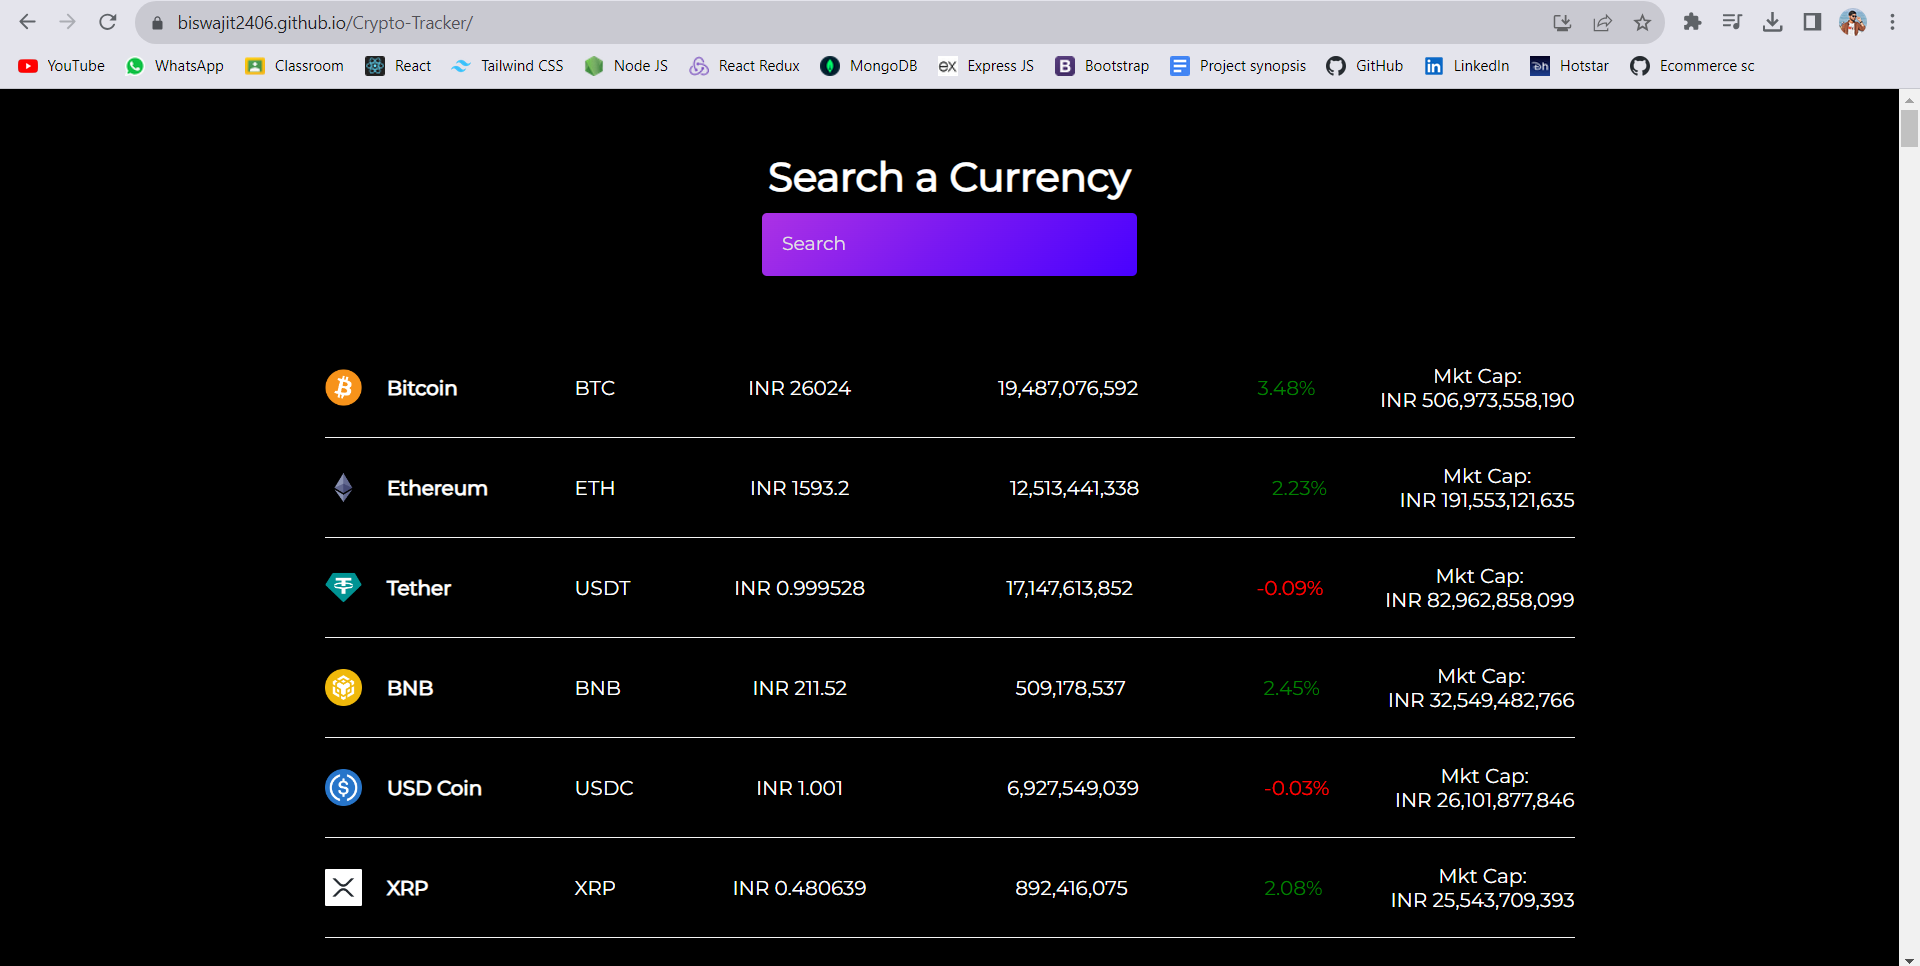 biswajit2406.github.io/Crypto-Tracker/
YouTube WhatsApp Classroom React Tailwind CSS Node JS React Redux MongoDB ex Express JS B Bootstrap Project synopsis GitHub in LinkedIn Dh Hotstar Ecommerce sc
Search a Currency
Search
Bitcoin BTC INR 26024 19,487,076,592 3.48% Mkt Cap:
INR 506,973,558,190
Ethereum ETH INR 1593.2 12,513,441,338 2.23% Mkt Cap:
INR 191,553,121,635
Tether USDT INR 0.999528 17,147,613,852 -0.09% Mkt Cap:
INR 82,962,858,099
BNB BNB INR 211.52 509,178,537 2.45% Mkt Cap:
INR 32,549,482,766
USD Coin USDC INR 1.001 6,927,549,039 -0.03% Mkt Cap:
INR 26,101,877,846
XRP XRP INR 0.480639 892,416,075 2.08% Mkt Cap:
INR 25,543,709,393